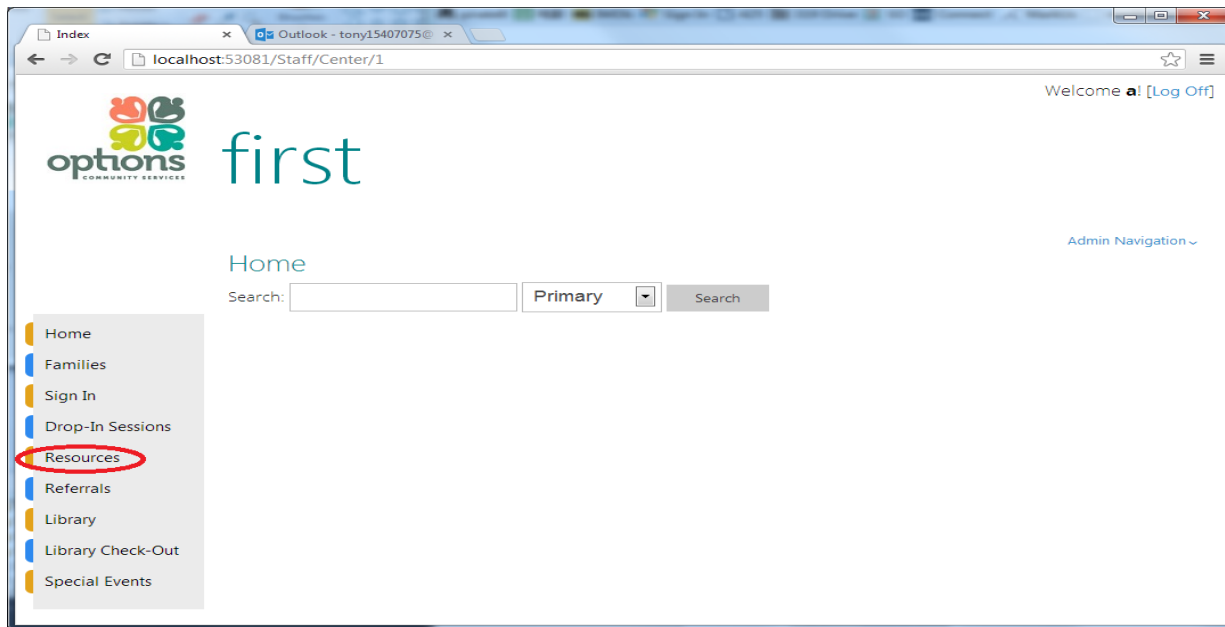 Index
Outlook - tony15407075@
localhost:53081/Staff/Center/1
Welcome a! [Log Off]
options
COMMUNITY SERVICES
first
Admin Navigation
Home
Search: Primary Search
Home
Families
Sign In
Drop-In Sessions
Resources
Referrals
Library
Library Check-Out
Special Events